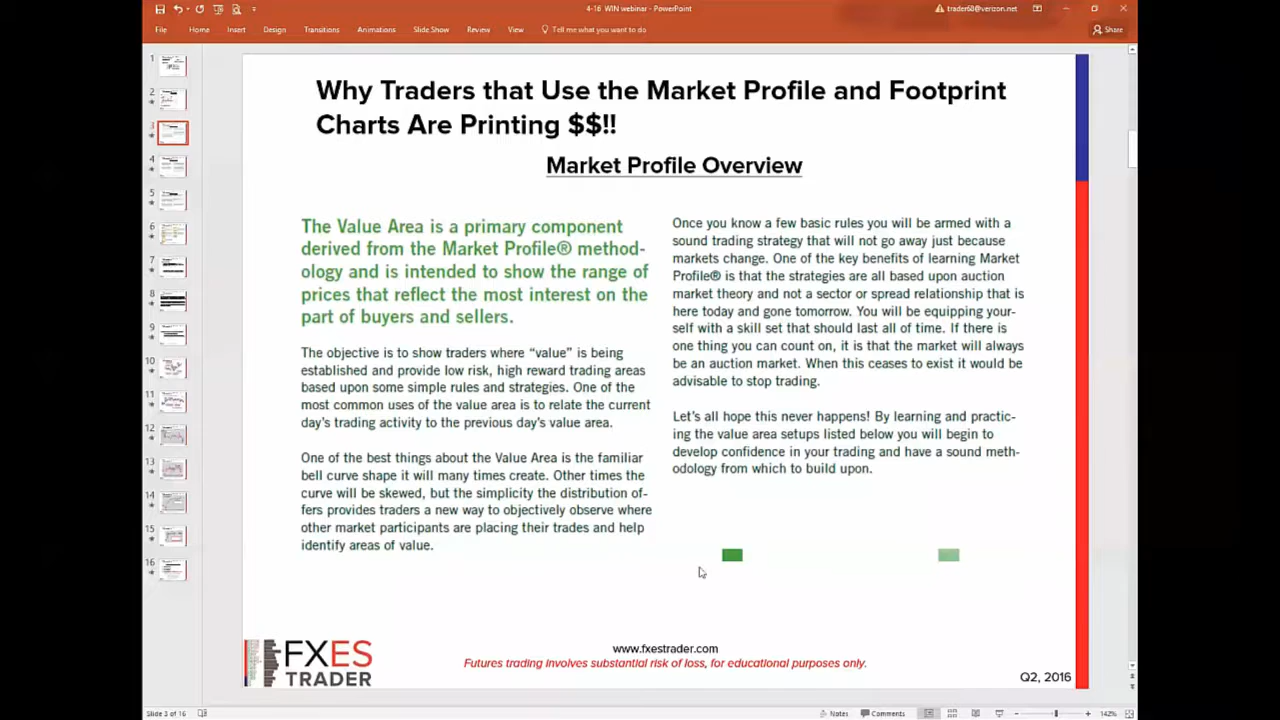 4-16 WIN webinar - PowerPoint
trader60@verizon.net
File Home Insert Design Transitions Animations Slide Show Review View Tell me what you want to do
Share
1
2
3
4
5
6
7
8
9
10
11
12
13
14
15
16
Why Traders that Use the Market Profile and Footprint
Charts Are Printing $$!!
Market Profile Overview
The Value Area is a primary component
derived from the Market Profile® method-
ology and is intended to show the range of
prices that reflect the most interest on the
part of buyers and sellers.
The objective is to show traders where “value” is being
established and provide low risk, high reward trading areas
based upon some simple rules and strategies. One of the
most common uses of the value area is to relate the current
day’s trading activity to the previous day’s value area.
One of the best things about the Value Area is the familiar
bell curve shape it will many times create. Other times the
curve will be skewed, but the simplicity the distribution of-
fers provides traders a new way to objectively observe where
other market participants are placing their trades and help
identify areas of value.
Once you know a few basic rules you will be armed with a
sound trading strategy that will not go away just because
markets change. One of the key benefits of learning Market
Profile® is that the strategies are all based upon auction
market theory and not a sector or spread relationship that is
here today and gone tomorrow. You will be equipping your-
self with a skill set that should last all of time. If there is
one thing you can count on, it is that the market will always
be an auction market. When this ceases to exist it would be
advisable to stop trading.
Let’s all hope this never happens! By learning and practic-
ing the value area setups listed below you will begin to
develop confidence in your trading and have a sound meth-
odology from which to build upon.
FXES
TRADER
www.fxestrader.com
Futures trading involves substantial risk of loss, for educational purposes only.
Q2, 2016
Slide 3 of 16
Notes
Comments
142%